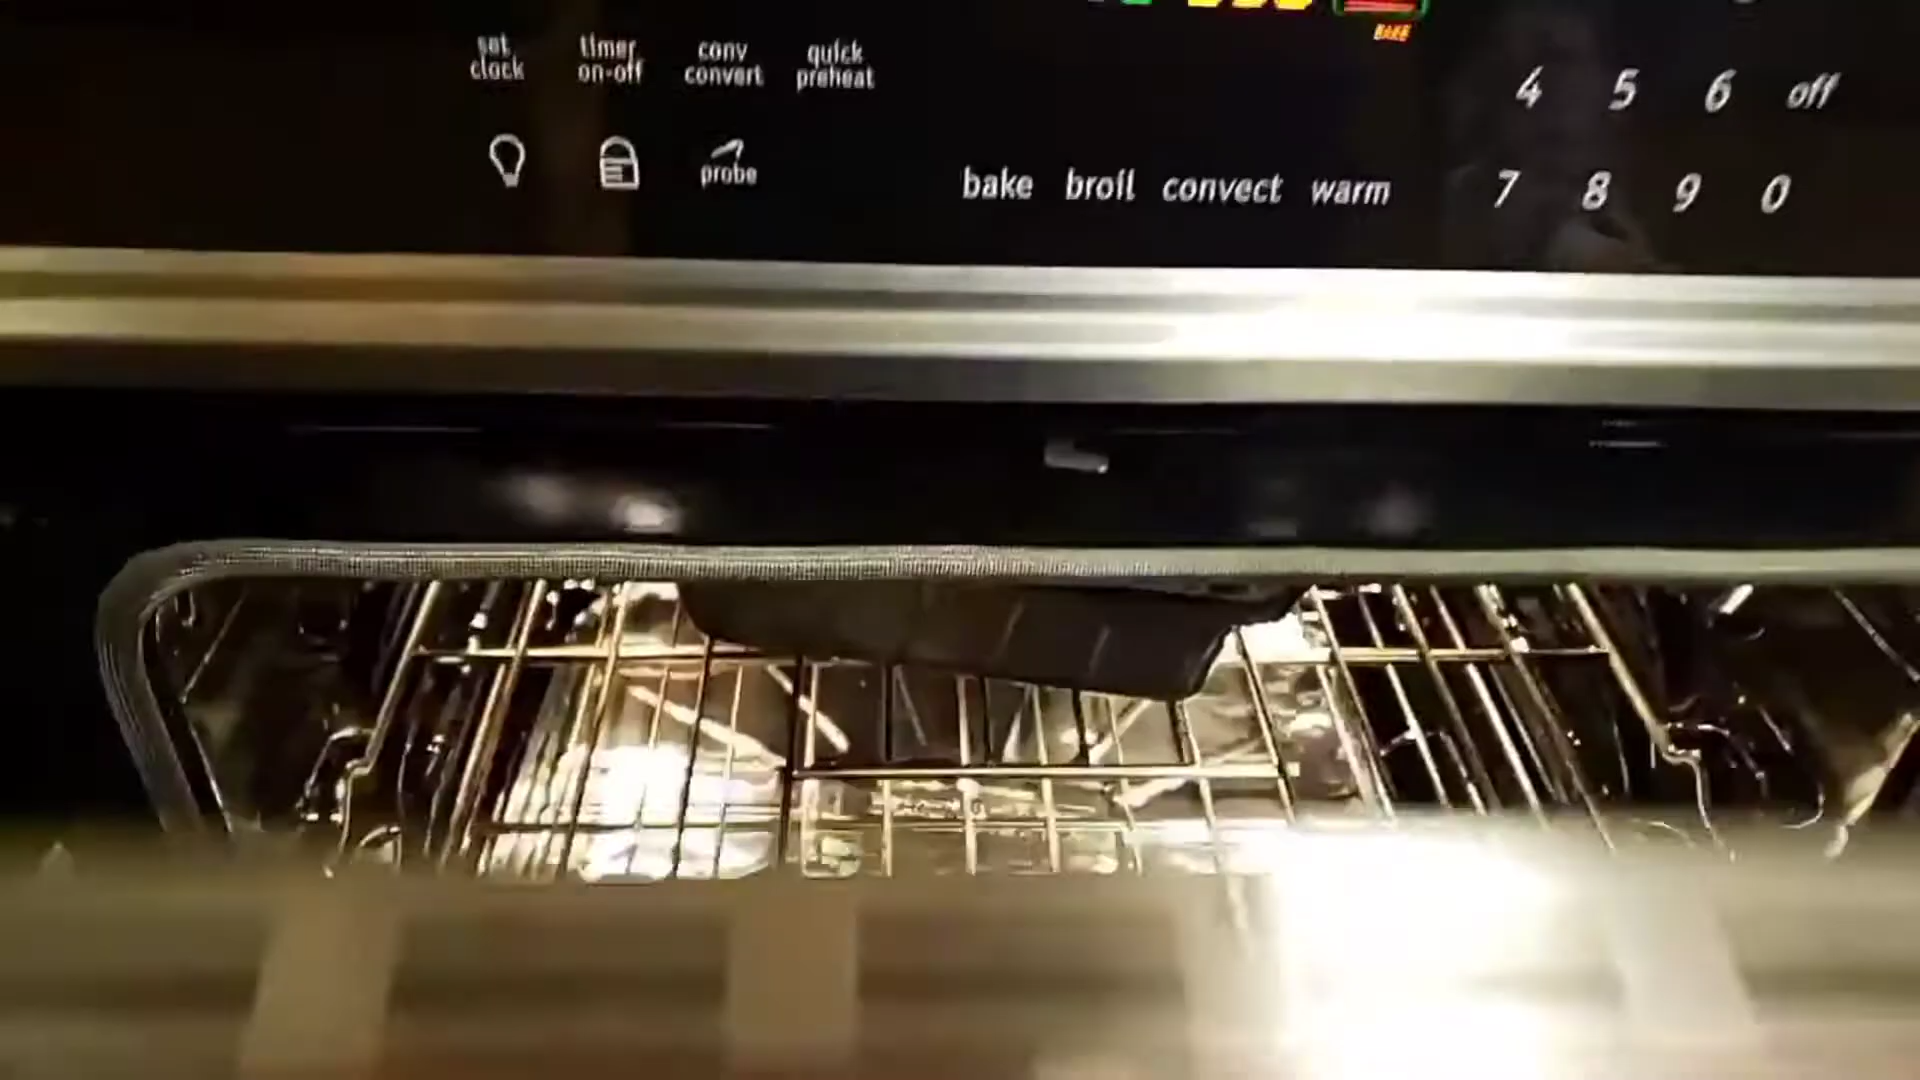 BAKE
set
clock
timer
on-off
conv
convert
quick
preheat
4 5 6 off
probe
bake broil convect warm
7 8 9 0